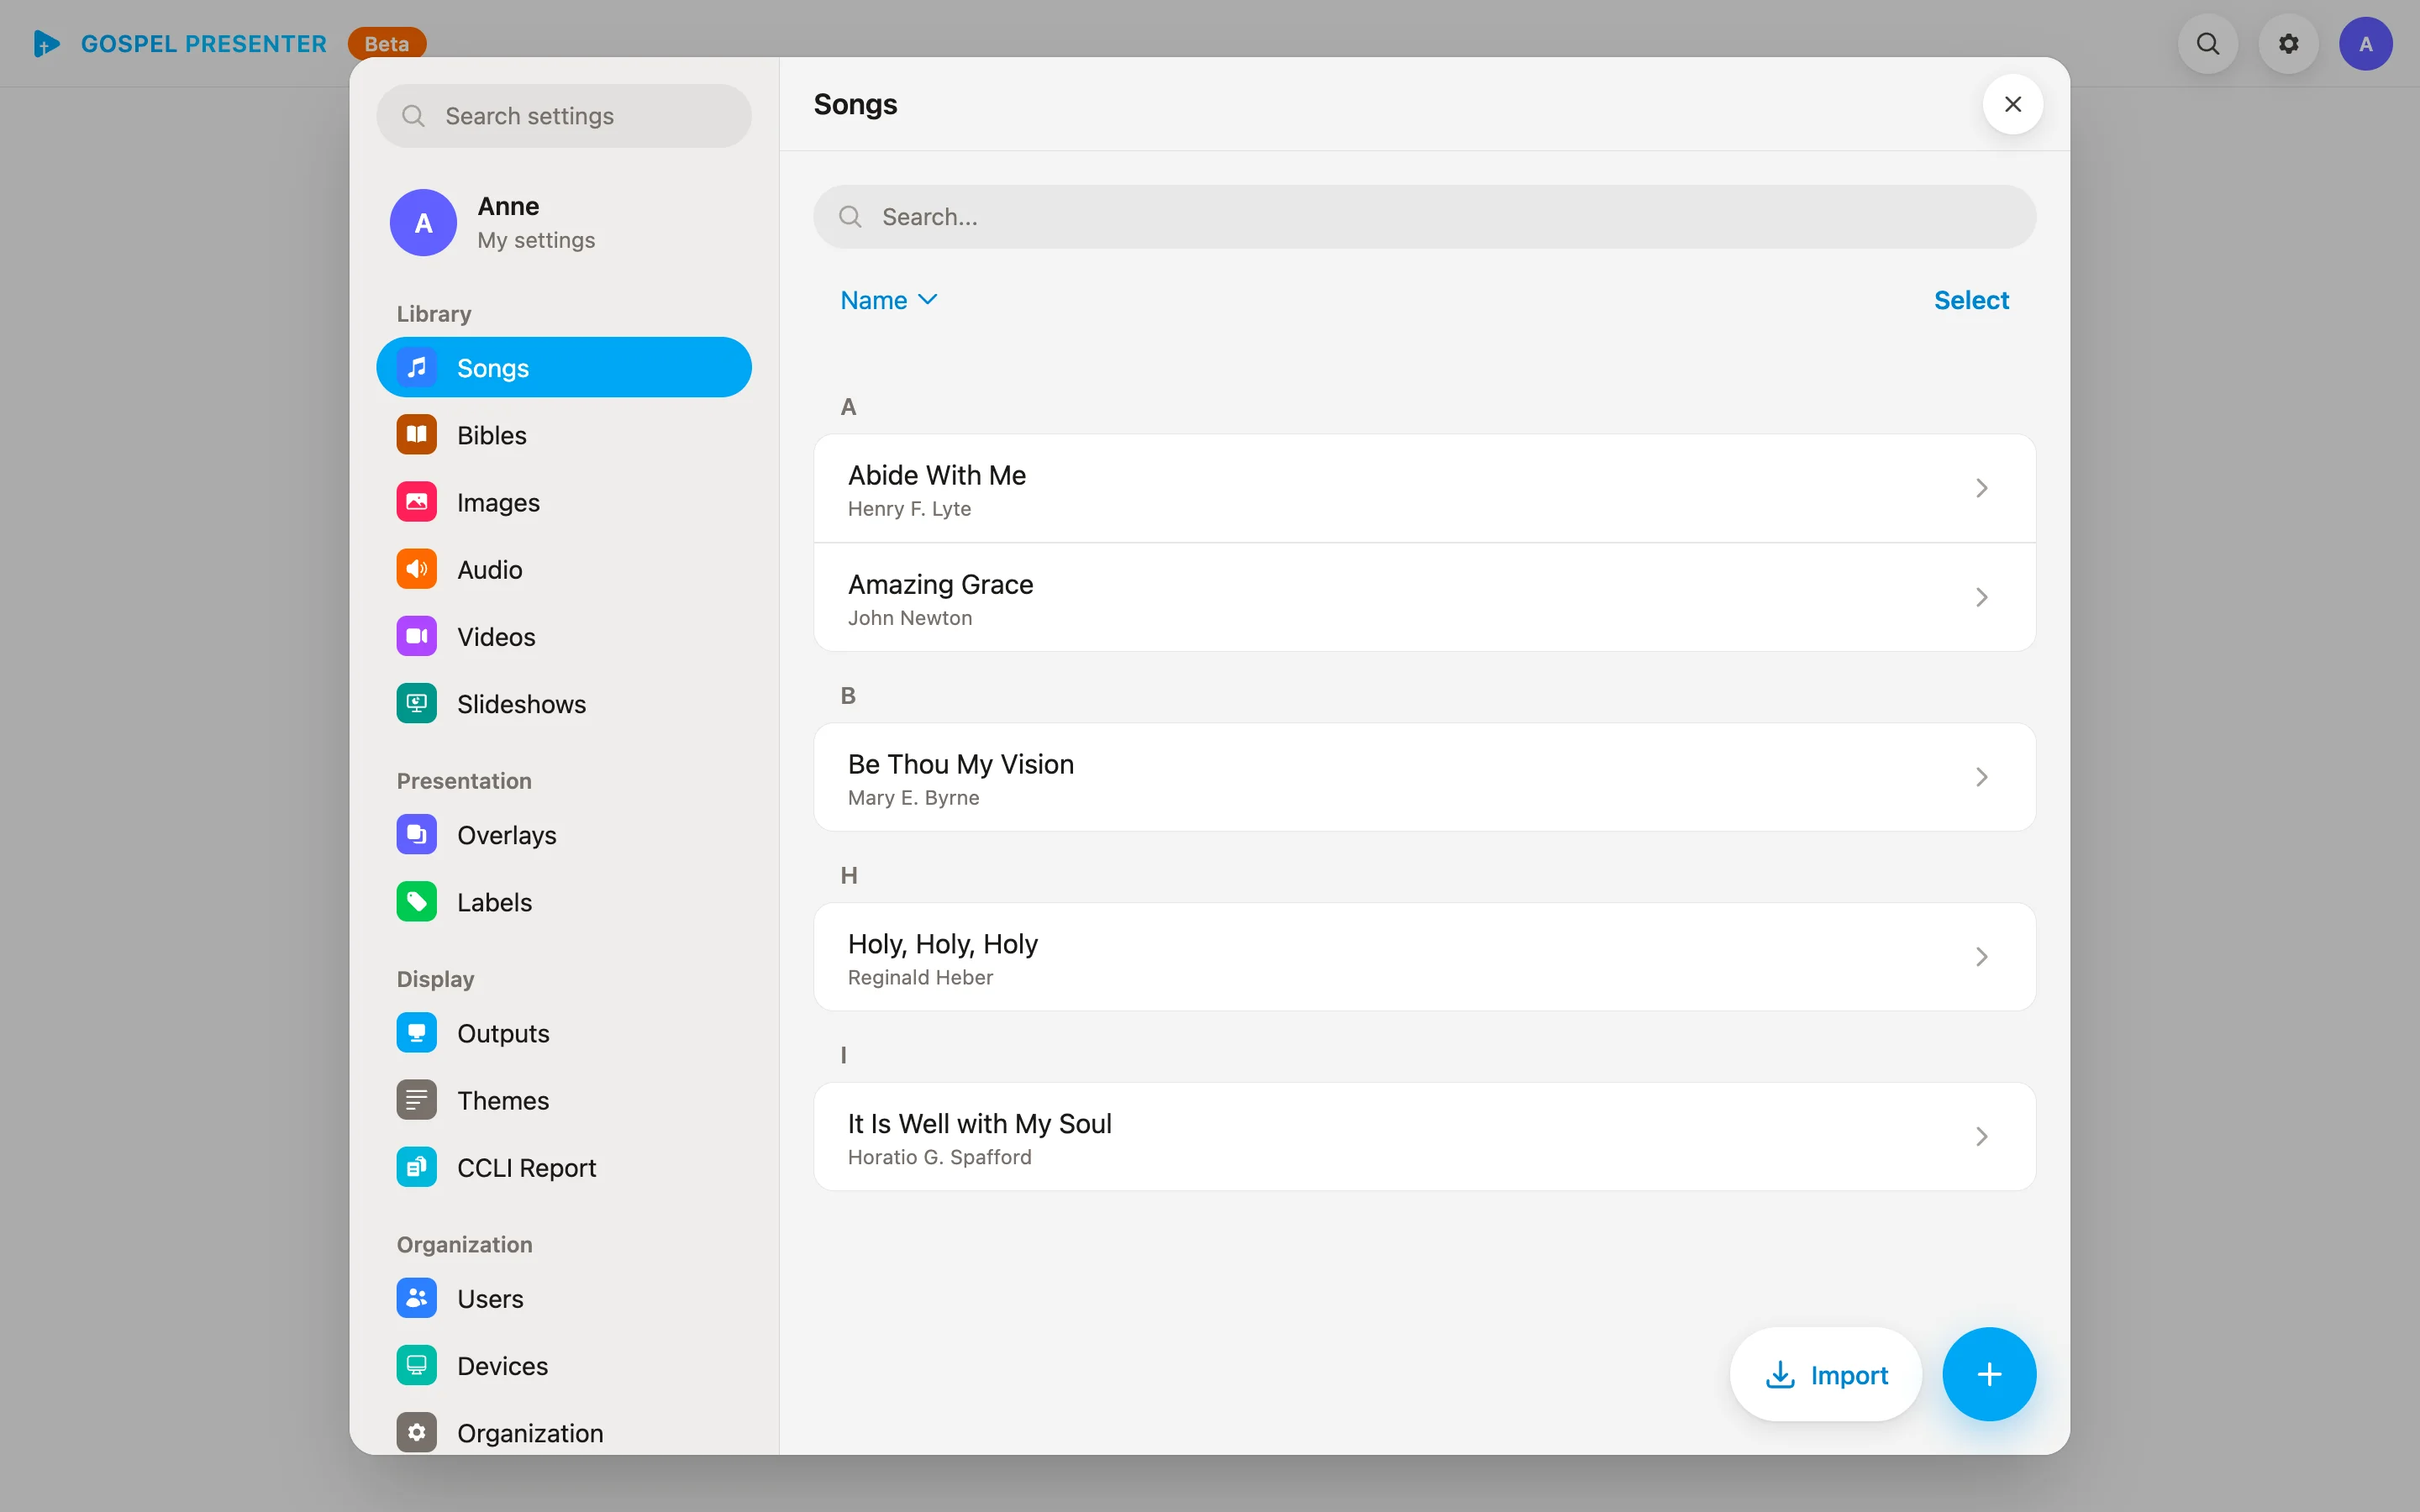 GOSPEL PRESENTER Beta
A
Search settings
A
Anne
My settings
Library
Songs
Bibles
Images
Audio
Videos
Slideshows
Presentation
Overlays
Labels
Display
Outputs
Themes
CCLI Report
Organization
Users
Devices
Organization
Songs
Search...
Name
Select
A
Abide With Me
Henry F. Lyte
Amazing Grace
John Newton
B
Be Thou My Vision
Mary E. Byrne
H
Holy, Holy, Holy
Reginald Heber
I
It Is Well with My Soul
Horatio G. Spafford
Import